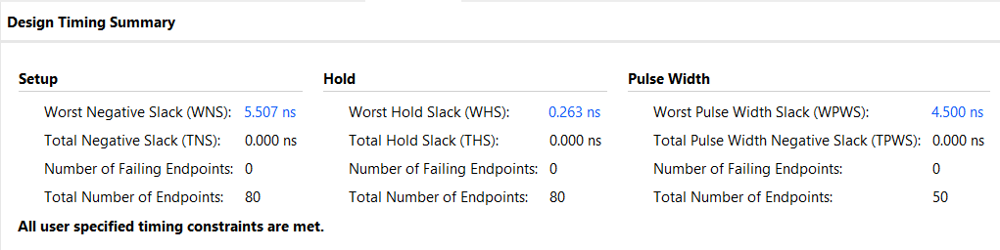 Design Timing Summary
Setup Hold Pulse Width
Worst Negative Slack (WNS): 5.507 ns Worst Hold Slack (WHS): 0.263 ns Worst Pulse Width Slack (WPWS): 4.500 ns
Total Negative Slack (TNS): 0.000 ns Total Hold Slack (THS): 0.000 ns Total Pulse Width Negative Slack (TPWS): 0.000 ns
Number of Failing Endpoints: 0 Number of Failing Endpoints: 0 Number of Failing Endpoints: 0
Total Number of Endpoints: 80 Total Number of Endpoints: 80 Total Number of Endpoints: 50
All user specified timing constraints are met.